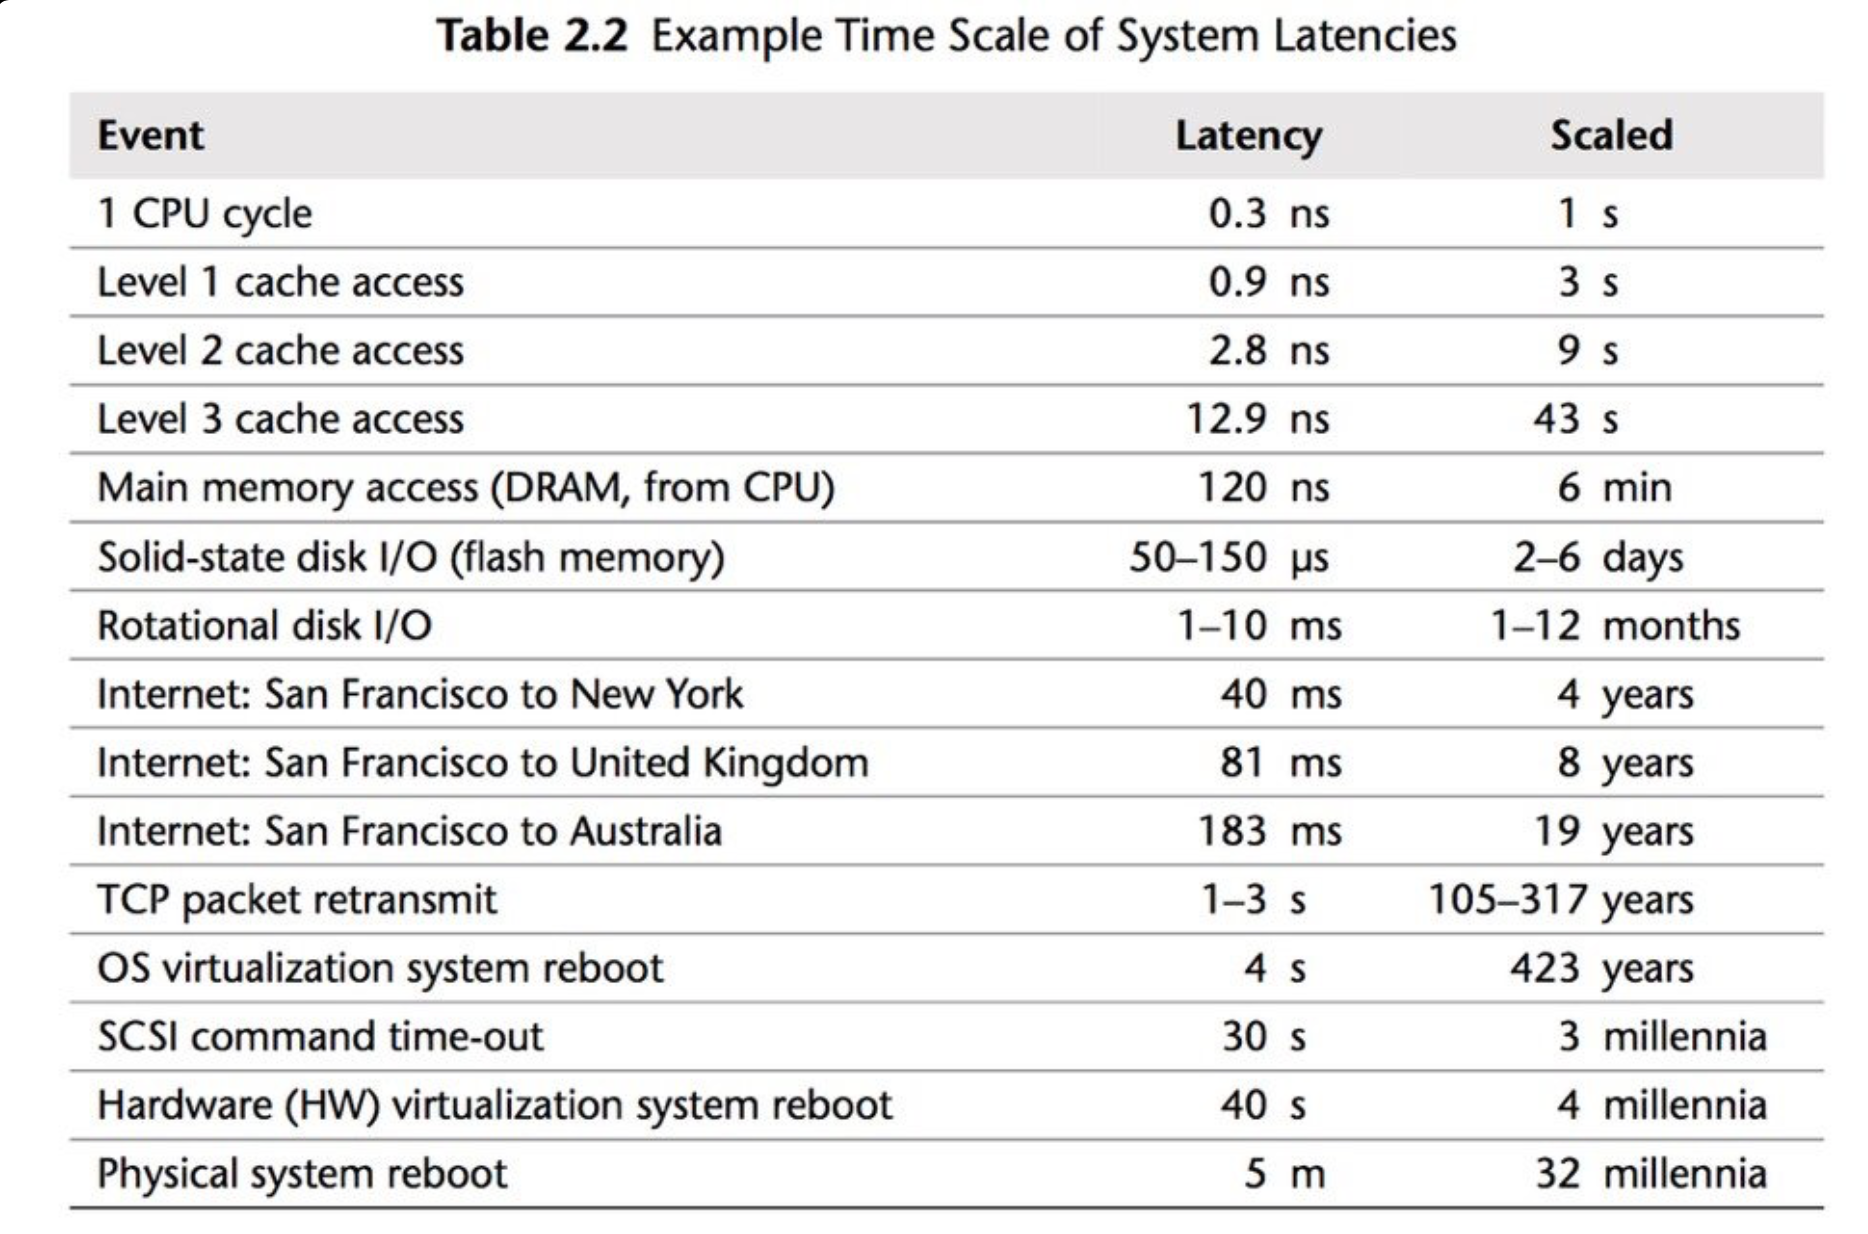 Table 2.2 Example Time Scale of System Latencies
Event Latency Scaled
1 CPU cycle 0.3 ns 1 s
Level 1 cache access 0.9 ns 3 s
Level 2 cache access 2.8 ns 9 s
Level 3 cache access 12.9 ns 43 s
Main memory access (DRAM, from CPU) 120 ns 6 min
Solid-state disk I/O (flash memory) 50–150 μs 2–6 days
Rotational disk I/O 1–10 ms 1–12 months
Internet: San Francisco to New York 40 ms 4 years
Internet: San Francisco to United Kingdom 81 ms 8 years
Internet: San Francisco to Australia 183 ms 19 years
TCP packet retransmit 1–3 s 105–317 years
OS virtualization system reboot 4 s 423 years
SCSI command time-out 30 s 3 millennia
Hardware (HW) virtualization system reboot 40 s 4 millennia
Physical system reboot 5 m 32 millennia